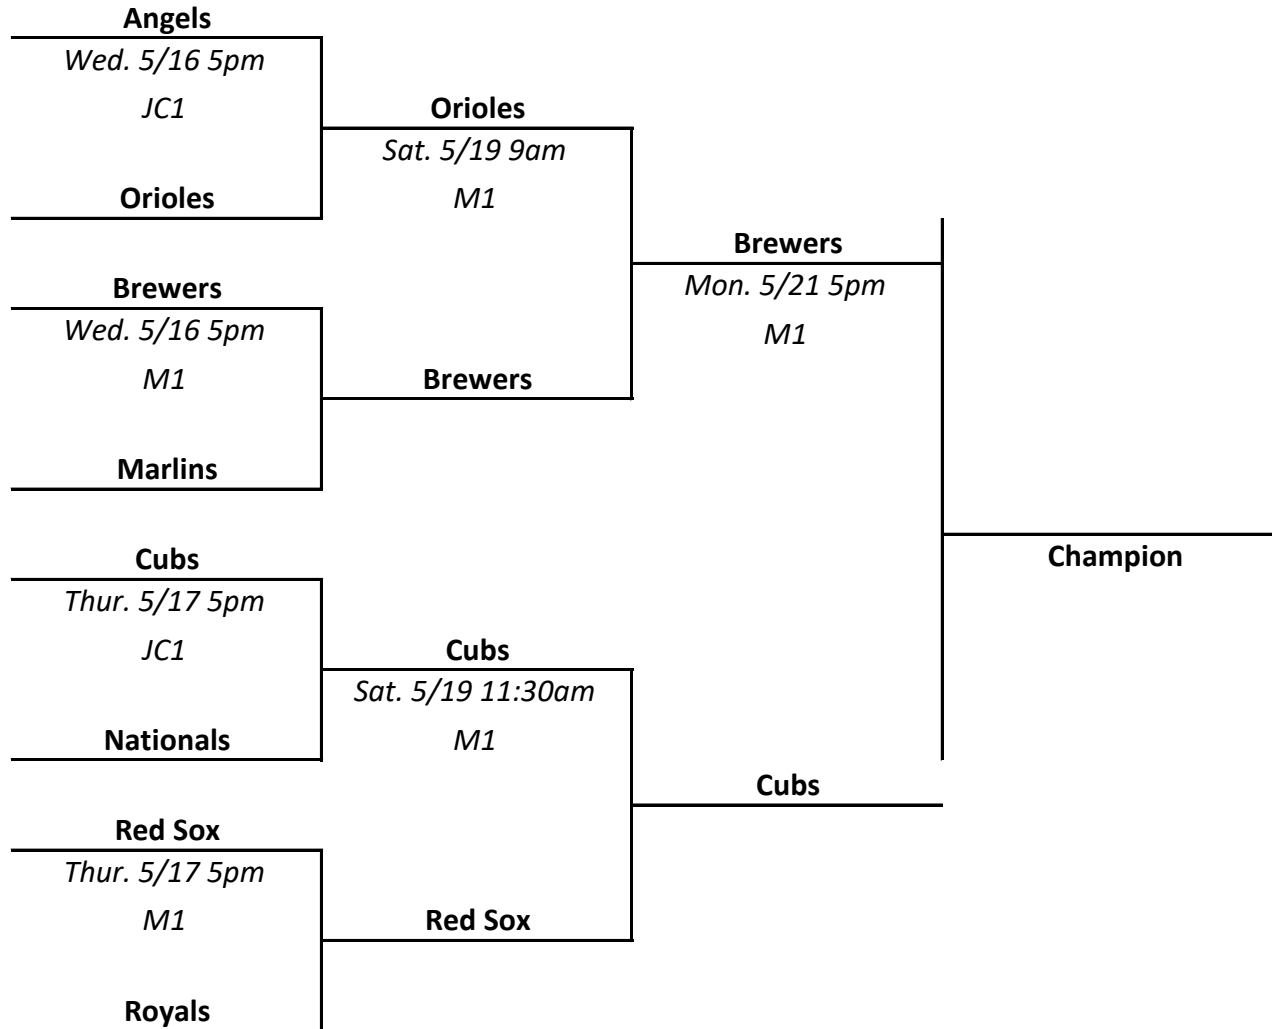 Angels
Wed. 5/16 5pm
JC1
Orioles
Orioles
Sat. 5/19 9am
M1
Brewers
Wed. 5/16 5pm
M1
Marlins
Brewers
Brewers
Mon. 5/21 5pm
M1
Cubs
Thur. 5/17 5pm
JC1
Nationals
Cubs
Sat. 5/19 11:30am
M1
Red Sox
Thur. 5/17 5pm
M1
Royals
Red Sox
Cubs
Champion